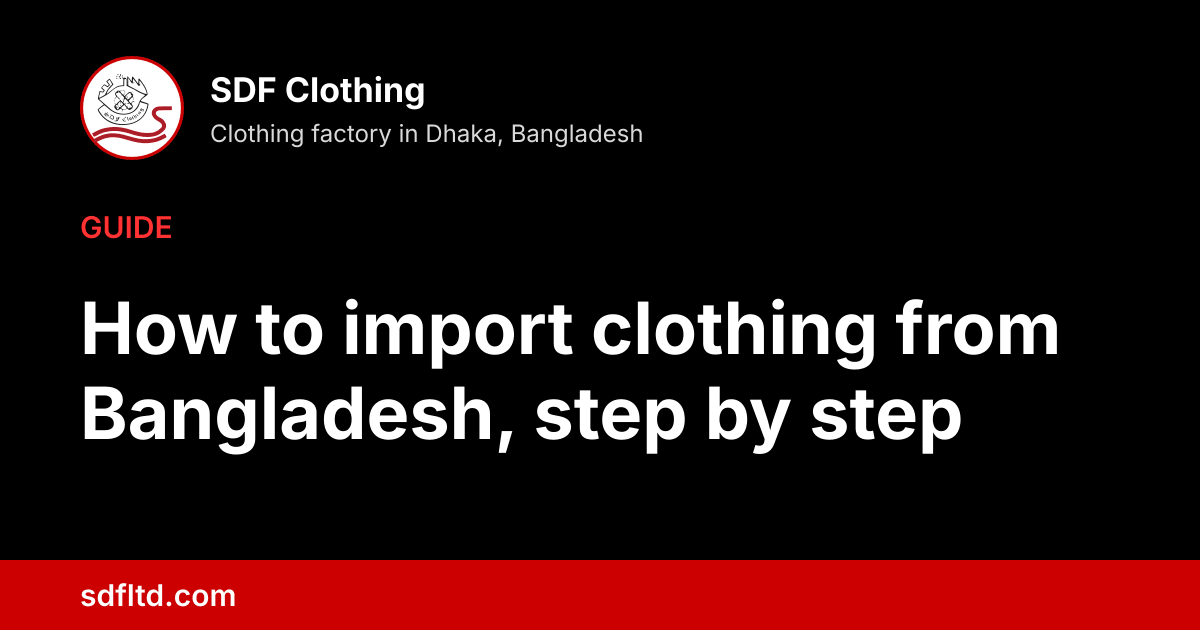 SDF Clothing
Clothing factory in Dhaka, Bangladesh
GUIDE
How to import clothing from
Bangladesh, step by step
sdfltd.com